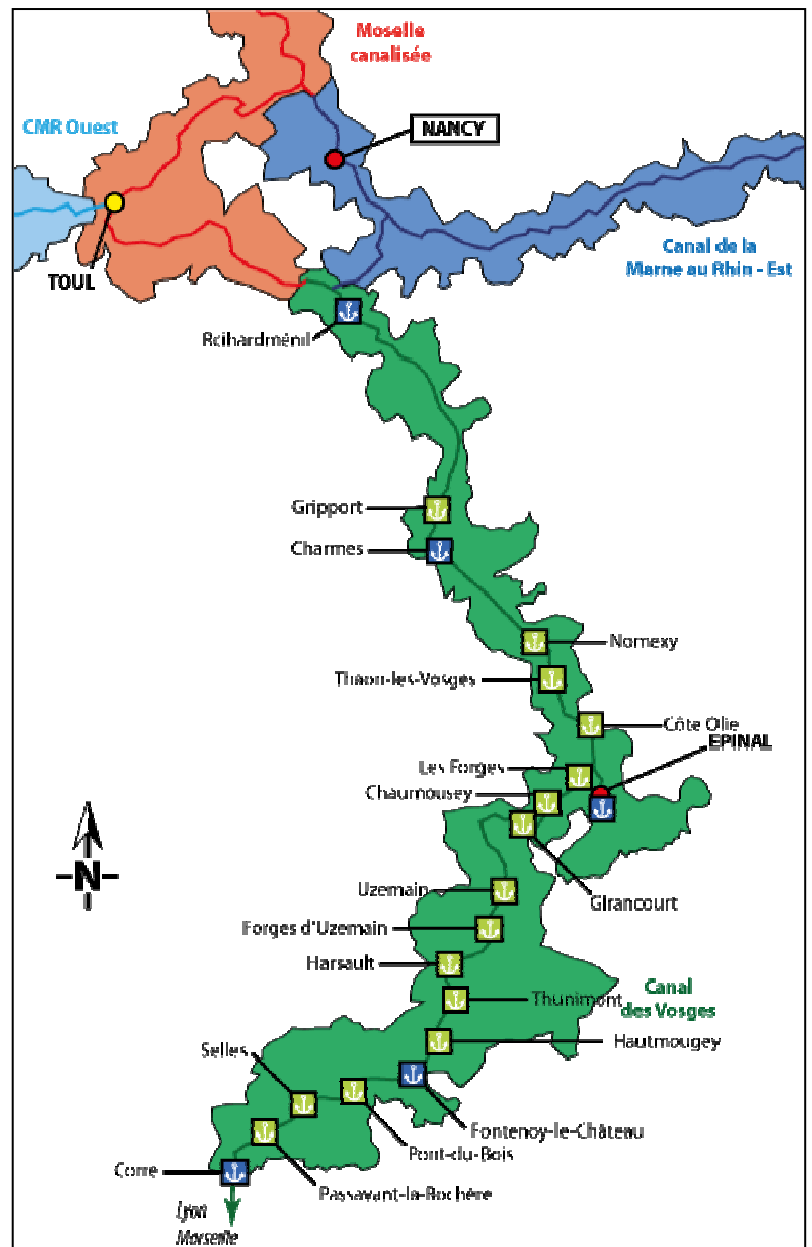 Moselle
canalisée
CMR Ouest
NANCY
TOUL
Canal de la
Marne au Rhin - Est
Richardménil
Gripport
Charmes
Nomexy
Thaon-les-Vosges
Côte Olie
EPINAL
Les Forges
Chaumousey
Girancourt
Uzemain
Forges d'Uzemain
Harsault
N
Canal
des Vosges
Thunimont
Hautmougey
Selles
Fontenoy-le-Château
Pont-du-Bois
Corre
Passavant-la-Rochère
Lyon
Marseille